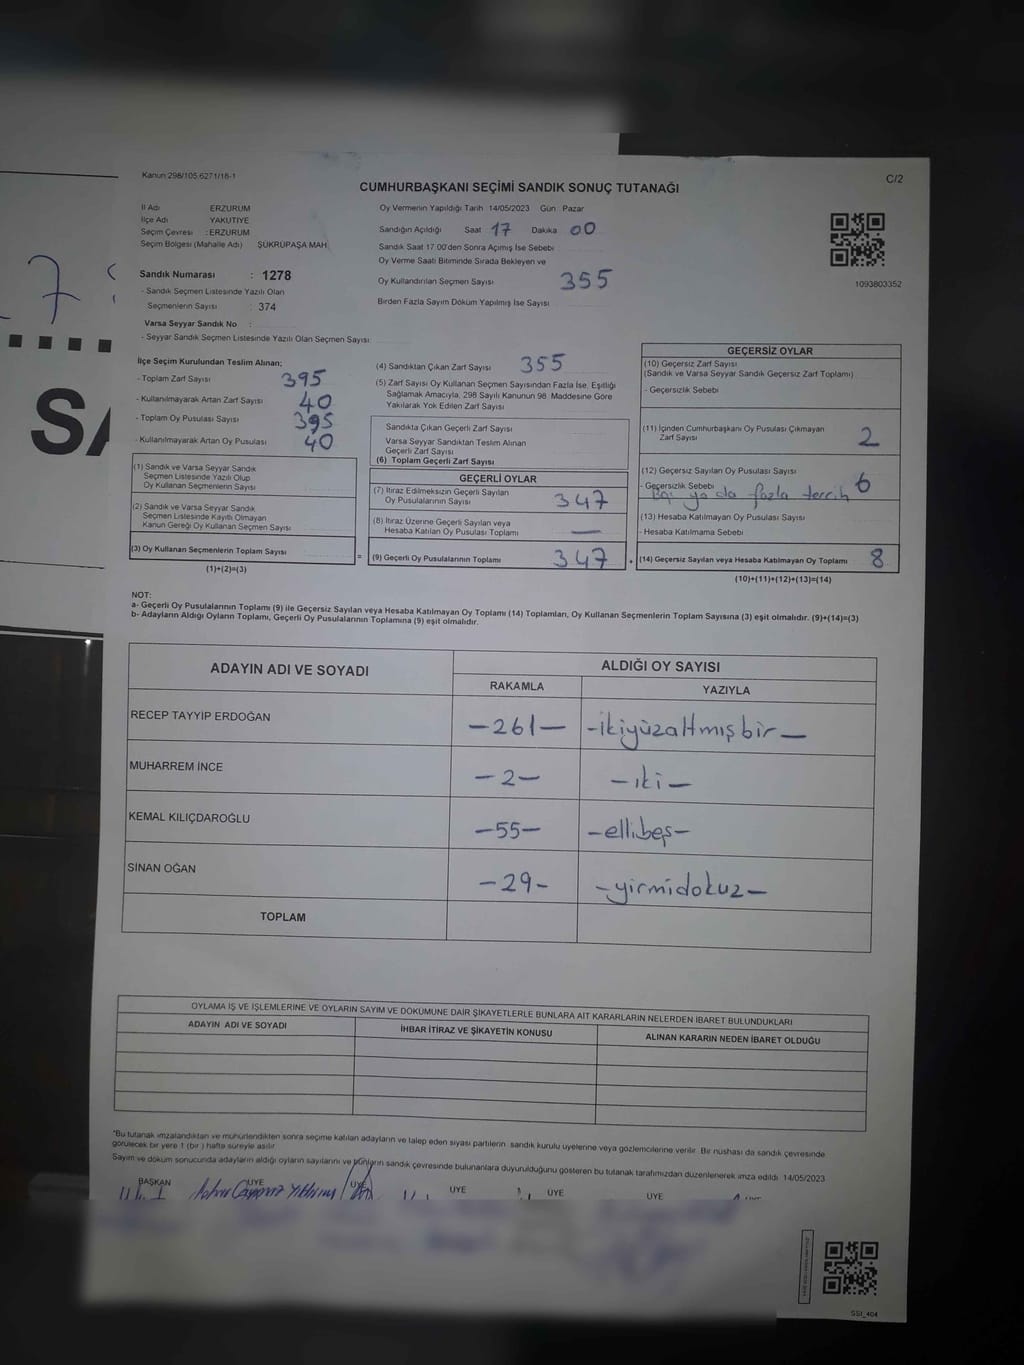 Kanun 298/105,6271/18-1
C/2
CUMHURBAŞKANI SEÇİMİ SANDIK SONUÇ TUTANAĞI
İl Adı ERZURUM
İlçe Adı YAKUTİYE
Seçim Çevresi : ERZURUM
Seçim Bölgesi (Mahalle Adı) ŞÜKRÜPAŞA MAH.
Oy Vermenin Yapıldığı Tarih 14/05/2023 Gün Pazar
Sandığın Açıldığı Saat 17 Dakika 00
Sandık Saat 17.00'den Sonra Açımış İse Sebebi
Oy Verme Saati Bitiminde Sırada Bekleyen ve
Oy Kullandırılan Seçmen Sayısı 355
Birden Fazla Sayım Döküm Yapılmış İse Sayısı
1093803352
Sandık Numarası : 1278
- Sandık Seçmen Listesinde Yazılı Olan
Seçmenlerin Sayısı : 374
Varsa Seyyar Sandık No :
- Seyyar Sandık Seçmen Listesinde Yazılı Olan Seçmen Sayısı:
SA
İlçe Seçim Kurulundan Teslim Alınan:
- Toplam Zarf Sayısı 395
- Kullanılmayarak Artan Zarf Sayısı 40
- Toplam Oy Pusulası Sayısı 395
- Kullanılmayarak Artan Oy Pusulası 40
(1) Sandık ve Varsa Seyyar Sandık
Seçmen Listesinde Yazılı Olup
Oy Kullanan Seçmenlerin Sayısı
(2) Sandık ve Varsa Seyyar Sandık
Seçmen Listesinde Kayıtlı Olmayan
Kanun Gereği Oy Kullanan Seçmen Sayısı
(3) Oy Kullanan Seçmenlerin Toplam Sayısı
(1)+(2)=(3)
(4) Sandıktan Çıkan Zarf Sayısı 355
(5) Zarf Sayısı Oy Kullanan Seçmen Sayısından Fazla İse, Eşitliği
Sağlamak Amacıyla, 298 Sayılı Kanunun 98. Maddesine Göre
Yakılarak Yok Edilen Zarf Sayısı
Sandıkta Çıkan Geçerli Zarf Sayısı
Varsa Seyyar Sandıktan Teslim Alınan
Geçerli Zarf Sayısı
(6) Toplam Geçerli Zarf Sayısı
GEÇERLİ OYLAR
(7) İtiraz Edilmeksizin Geçerli Sayılan
Oy Pusulalarının Sayısı 347
(8) İtiraz Üzerine Geçerli Sayılan veya
Hesaba Katılan Oy Pusulası Toplamı —
(9) Geçerli Oy Pusulalarının Toplamı 347
=
+
GEÇERSİZ OYLAR
(10) Geçersiz Zarf Sayısı
(Sandık ve Varsa Seyyar Sandık Geçersiz Zarf Toplamı)
- Geçersizlik Sebebi
(11) İçinden Cumhurbaşkanı Oy Pusulası Çıkmayan
Zarf Sayısı 2
(12) Geçersiz Sayılan Oy Pusulası Sayısı 6
- Geçersizlik Sebebi
ya da fazla tercih
(13) Hesaba Katılmayan Oy Pusulası Sayısı
- Hesaba Katılmama Sebebi
(14) Geçersiz Sayılan veya Hesaba Katılmayan Oy Toplamı 8
(10)+(11)+(12)+(13)=(14)
NOT:
a- Geçerli Oy Pusulalarının Toplamı (9) ile Geçersiz Sayılan veya Hesaba Katılmayan Oy Toplamı (14) Toplamları, Oy Kullanan Seçmenlerin Toplam Sayısına (3) eşit olmalıdır. (9)+(14)=(3)
b- Adayların Aldığı Oyların Toplamı, Geçerli Oy Pusulalarının Toplamına (9) eşit olmalıdır.
ADAYIN ADI VE SOYADI
ALDIĞI OY SAYISI
RAKAMLA YAZIYLA
RECEP TAYYİP ERDOĞAN —261— —ikiyüzaltmışbir—
MUHARREM İNCE —2— —iki—
KEMAL KILIÇDAROĞLU —55— —ellibeş—
SİNAN OĞAN —29— —yirmidokuz—
TOPLAM
OYLAMA İŞ VE İŞLEMLERİNE VE OYLARIN SAYIM VE DÖKÜMÜNE DAİR ŞİKAYETLERLE BUNLARA AİT KARARLARIN NELERDEN İBARET BULUNDUKLARI
ADAYIN ADI VE SOYADI İHBAR İTİRAZ VE ŞİKAYETİN KONUSU ALINAN KARARIN NEDEN İBARET OLDUĞU
"Bu tutanak imzalandıktan ve mühürlendikten sonra seçime katılan adayların ve talep eden siyasi partilerin sandık kurulu üyelerine veya gözlemcilerine verilir. Bir nüshası da sandık çevresinde
görülecek bir yere 1 (bir) hafta süreyle asılır.
Sayım ve döküm sonucunda adayların aldığı oyların sayılarını ve bunların sandık çevresinde bulunanlara duyurulduğunu gösteren bu tutanak tarafımızdan düzenlenerek imza edildi. 14/05/2023
BAŞKAN ÜYE ÜYE ÜYE ÜYE ÜYE ÜYE
SSI_404